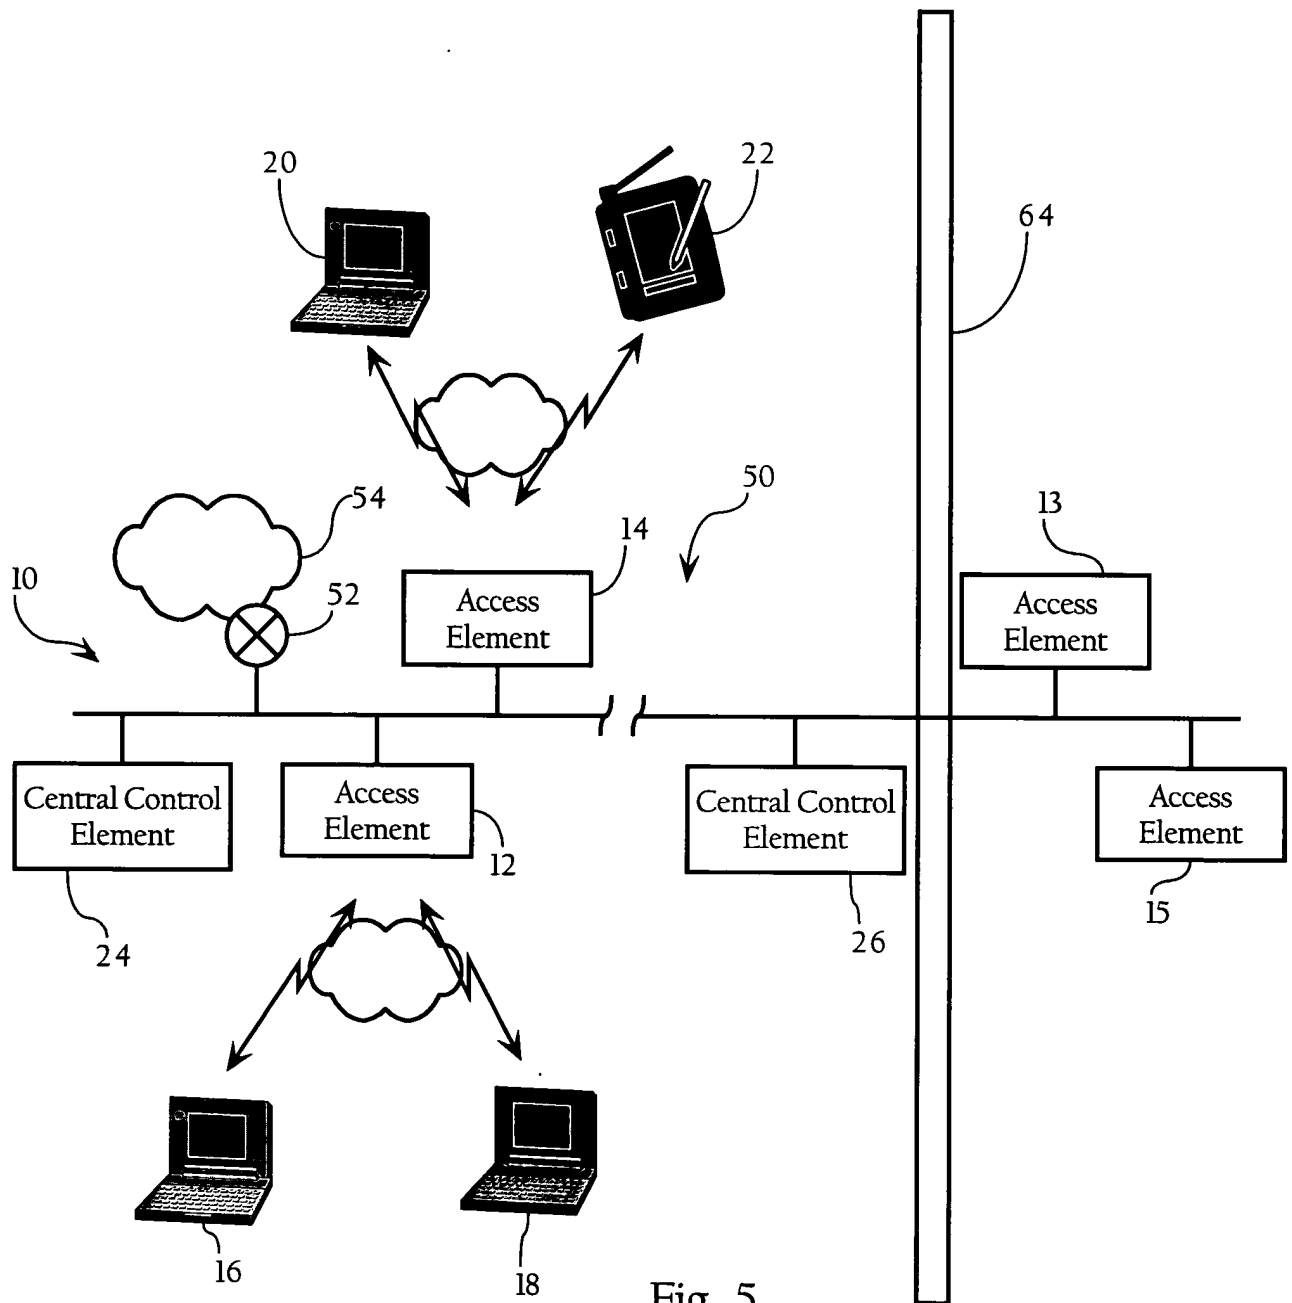 20
22
64
54
50
14
13
10
52
Access
Element
Access
Element
Central Control
Element
Access
Element
Central Control
Element
Access
Element
12
24
26
15
16
18
Fig. 5